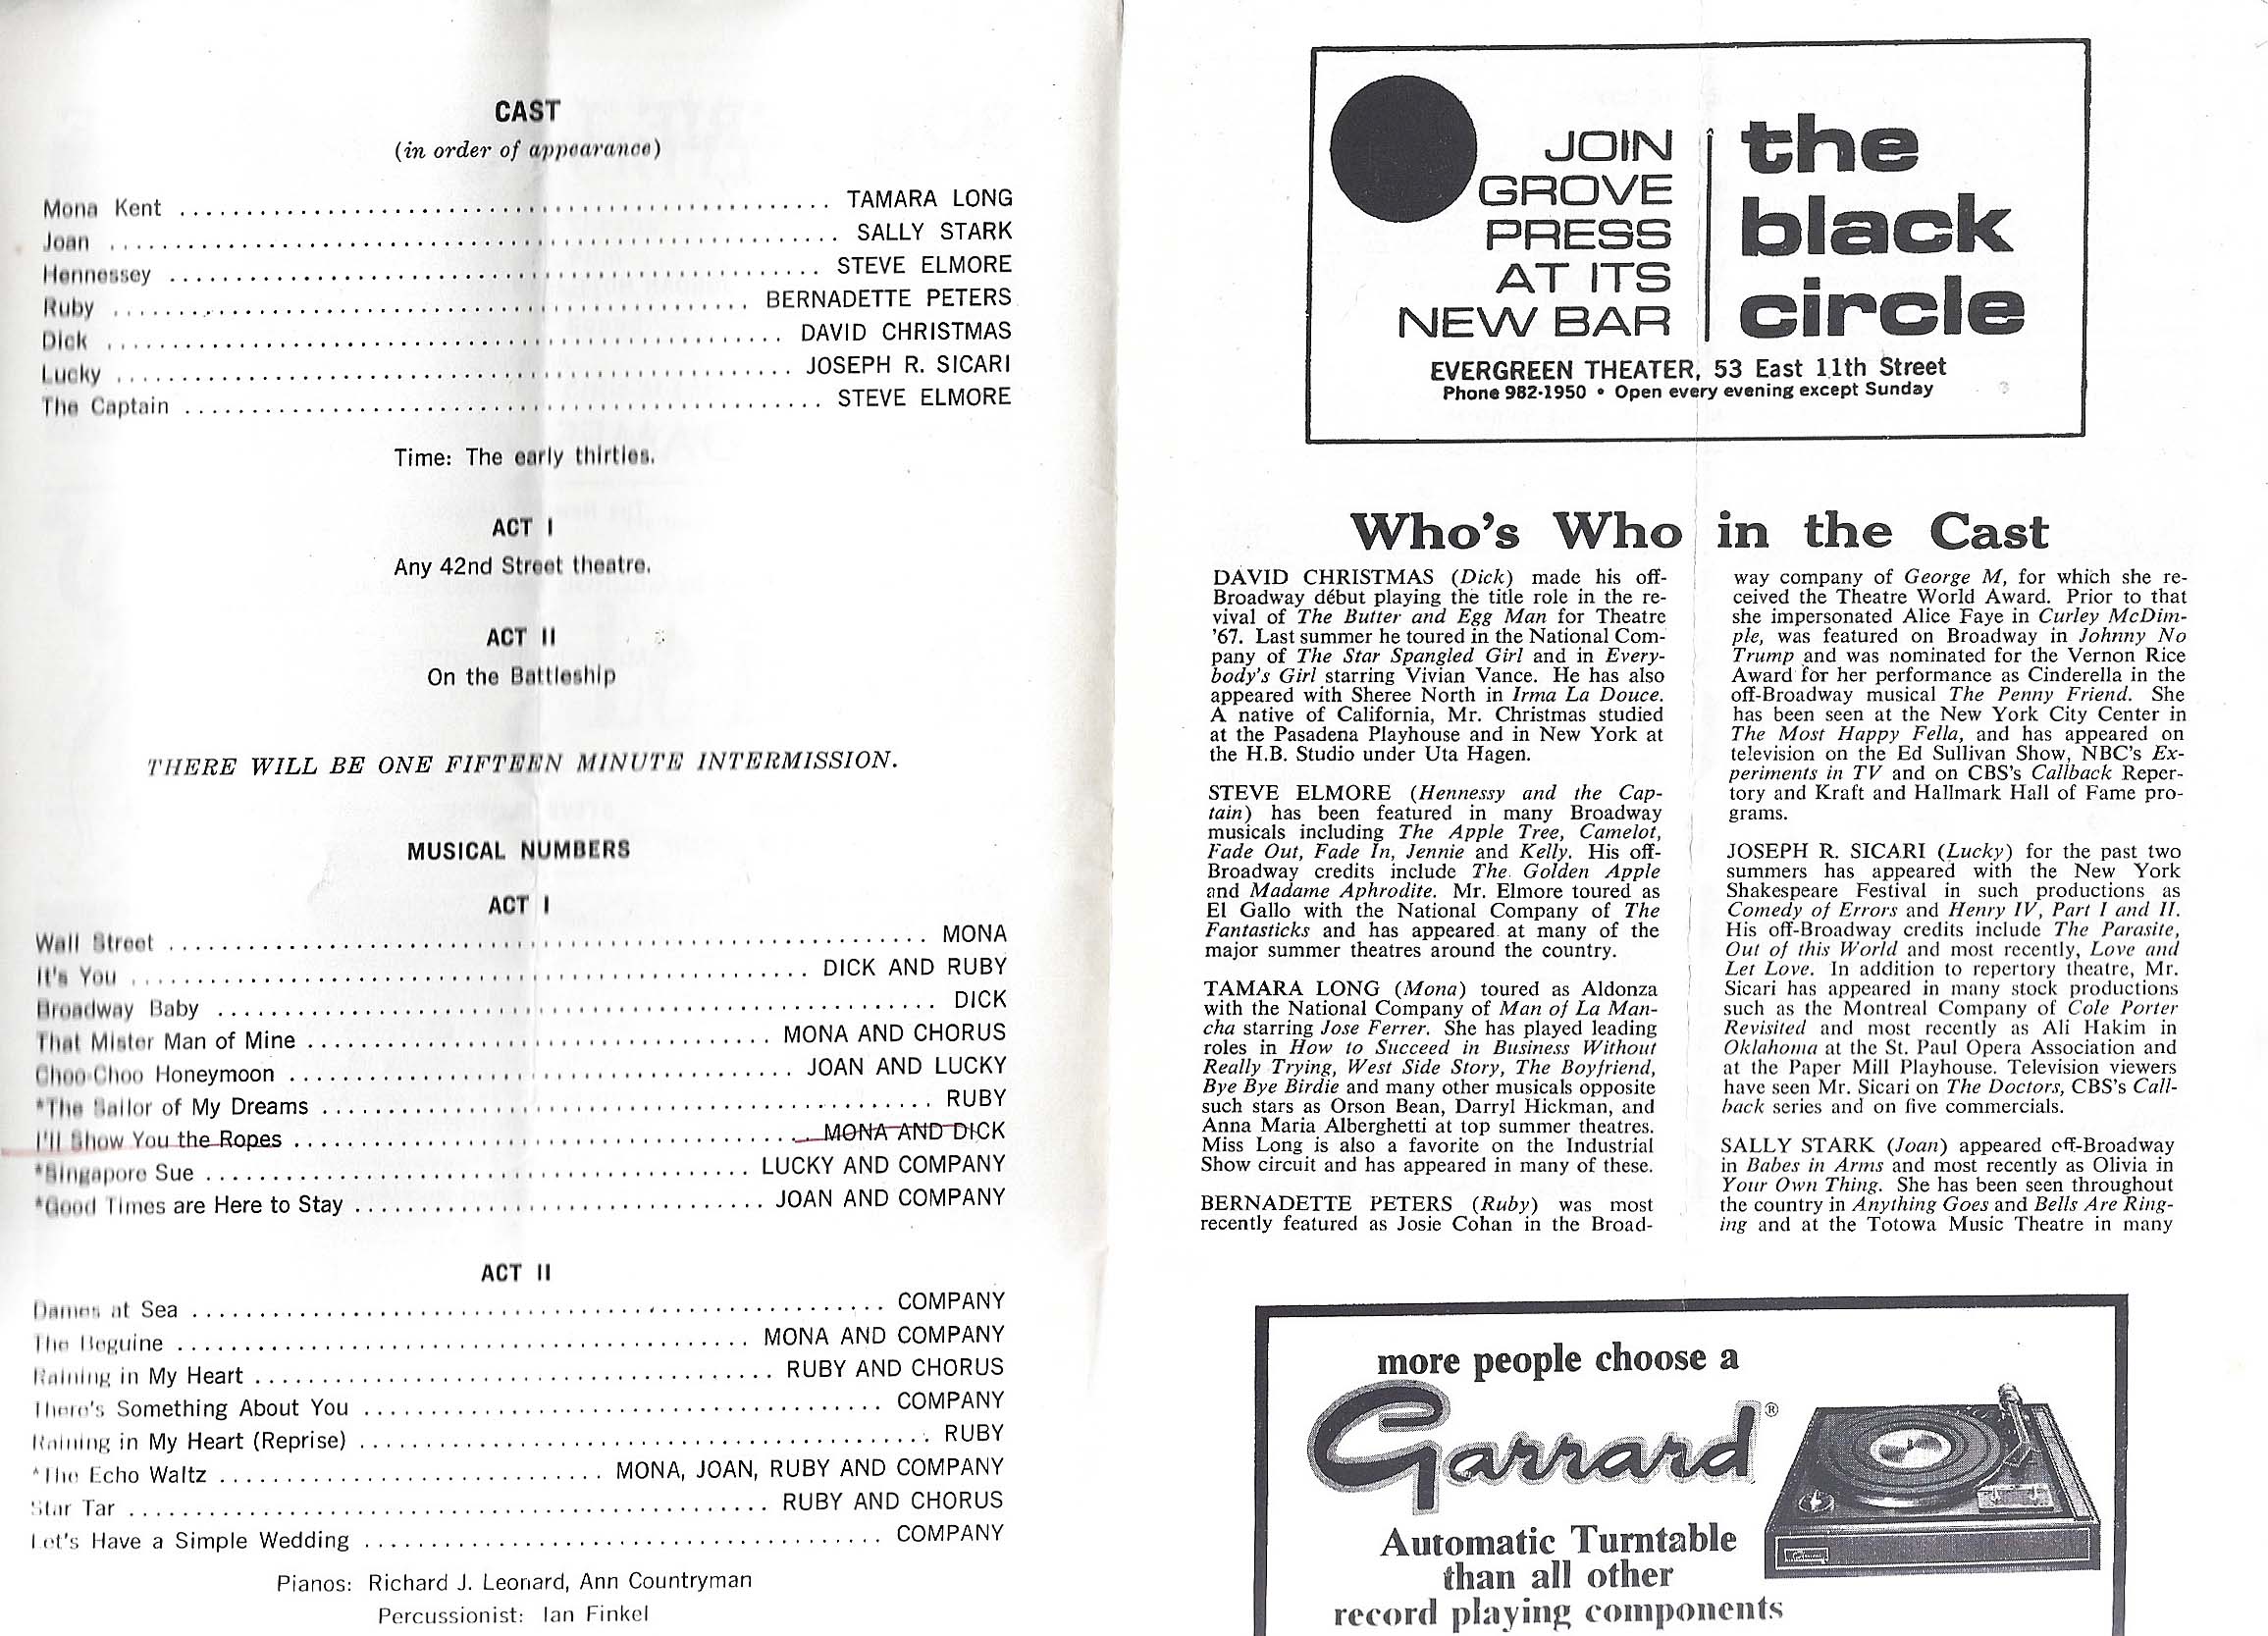 CAST
(in order of appearance)
Mona Kent ........ TAMARA LONG
Joan ........ SALLY STARK
Hennessey ........ STEVE ELMORE
Ruby ........ BERNADETTE PETERS
Dick ........ DAVID CHRISTMAS
Lucky ........ JOSEPH R. SICARI
The Captain ........ STEVE ELMORE
Time: The early thirties.
ACT I
Any 42nd Street theatre.
ACT II
On the Battleship
THERE WILL BE ONE FIFTEEN MINUTE INTERMISSION.
MUSICAL NUMBERS
ACT I
Wall Street ........ MONA
It's You ........ DICK AND RUBY
Broadway Baby ........ DICK
That Mister Man of Mine ........ MONA AND CHORUS
Choo Choo Honeymoon ........ JOAN AND LUCKY
*The Sailor of My Dreams ........ RUBY
I'll Show You the Ropes ........ MONA AND DICK
*Singapore Sue ........ LUCKY AND COMPANY
*Good Times are Here to Stay ........ JOAN AND COMPANY
ACT II
Dames at Sea ........ COMPANY
The Beguine ........ MONA AND COMPANY
Raining in My Heart ........ RUBY AND CHORUS
There's Something About You ........ COMPANY
Raining in My Heart (Reprise) ........ RUBY
*The Echo Waltz ........ MONA, JOAN, RUBY AND COMPANY
Star Tar ........ RUBY AND CHORUS
Let's Have a Simple Wedding ........ COMPANY
Pianos: Richard J. Leonard, Ann Countryman
Percussionist: Ian Finkel
JOIN
GROVE
PRESS
AT ITS
NEW BAR
the
black
circle
EVERGREEN THEATER, 53 East 11th Street
Phone 982-1950 • Open every evening except Sunday
Who's Who in the Cast
DAVID CHRISTMAS (Dick) made his off-
Broadway début playing the title role in the re-
vival of The Butter and Egg Man for Theatre
'67. Last summer he toured in the National Com-
pany of The Star Spangled Girl and in Every-
body's Girl starring Vivian Vance. He has also
appeared with Sheree North in Irma La Douce.
A native of California, Mr. Christmas studied
at the Pasadena Playhouse and in New York at
the H.B. Studio under Uta Hagen.
STEVE ELMORE (Hennessy and the Cap-
tain) has been featured in many Broadway
musicals including The Apple Tree, Camelot,
Fade Out, Fade In, Jennie and Kelly. His off-
Broadway credits include The Golden Apple
and Madame Aphrodite. Mr. Elmore toured as
El Gallo with the National Company of The
Fantasticks and has appeared at many of the
major summer theatres around the country.
TAMARA LONG (Mona) toured as Aldonza
with the National Company of Man of La Man-
cha starring Jose Ferrer. She has played leading
roles in How to Succeed in Business Without
Really Trying, West Side Story, The Boyfriend,
Bye Bye Birdie and many other musicals opposite
such stars as Orson Bean, Darryl Hickman, and
Anna Maria Alberghetti at top summer theatres.
Miss Long is also a favorite on the Industrial
Show circuit and has appeared in many of these.
BERNADETTE PETERS (Ruby) was most
recently featured as Josie Cohan in the Broad-
way company of George M, for which she re-
ceived the Theatre World Award. Prior to that
she impersonated Alice Faye in Curley McDim-
ple, was featured on Broadway in Johnny No
Trump and was nominated for the Vernon Rice
Award for her performance as Cinderella in the
off-Broadway musical The Penny Friend. She
has been seen at the New York City Center in
The Most Happy Fella, and has appeared on
television on the Ed Sullivan Show, NBC's Ex-
periments in TV and on CBS's Callback Reper-
tory and Kraft and Hallmark Hall of Fame pro-
grams.
JOSEPH R. SICARI (Lucky) for the past two
summers has appeared with the New York
Shakespeare Festival in such productions as
Comedy of Errors and Henry IV, Part I and II.
His off-Broadway credits include The Parasite,
Out of this World and most recently, Love and
Let Love. In addition to repertory theatre, Mr.
Sicari has appeared in many stock productions
such as the Montreal Company of Cole Porter
Revisited and most recently as Ali Hakim in
Oklahoma at the St. Paul Opera Association and
at the Paper Mill Playhouse. Television viewers
have seen Mr. Sicari on The Doctors, CBS's Call-
back series and on five commercials.
SALLY STARK (Joan) appeared off-Broadway
in Babes in Arms and most recently as Olivia in
Your Own Thing. She has been seen throughout
the country in Anything Goes and Bells Are Ring-
ing and at the Totowa Music Theatre in many
more people choose a
Garrard®
Automatic Turntable
than all other
record playing components